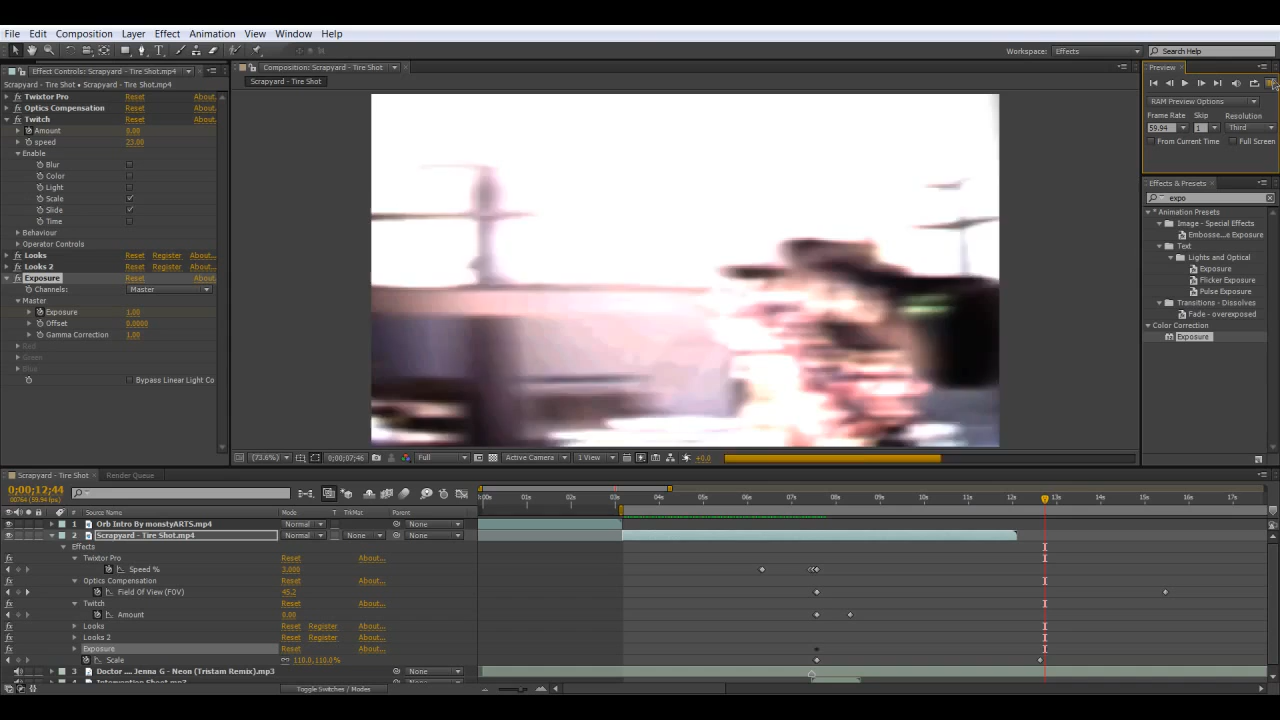 File Edit Composition Layer Effect Animation View Window Help
Workspace: Effects Search Help
Effect Controls: Scrapyard - Tire Shot.mp4
Scrapyard - Tire Shot • Scrapyard - Tire Shot.mp4
Twixtor Pro Reset About...
Optics Compensation Reset About...
Twitch Reset About...
Amount 0.00
speed 23.00
Enable
Blur
Color
Light
Scale
Slide
Time
Behaviour
Operator Controls
Looks Reset Register About...
Looks 2 Reset Register About...
Exposure Reset About...
Channels: Master
Master
Exposure 1.00
Offset 0.0000
Gamma Correction 1.00
Red
Green
Blue
Bypass Linear Light Co
Composition: Scrapyard - Tire Shot
Scrapyard - Tire Shot
(73.6%) 0;00;07;46 Full Active Camera 1 View +0.0
Preview
RAM Preview Options
Frame Rate Skip Resolution
59.94 1 Third
From Current Time Full Screen
Effects & Presets
expo
* Animation Presets
Image - Special Effects
Embosse...e Exposure
Text
Lights and Optical
Exposure
Flicker Exposure
Pulse Exposure
Transitions - Dissolves
Fade - overexposed
Color Correction
Exposure
Scrapyard - Tire Shot Render Queue
0;00;12;44
00764 (59.94 fps)
# Source Name Mode T TrkMat Parent
:00s 01s 02s 03s 04s 05s 06s 07s 08s 09s 10s 11s 12s 13s 14s 15s 16s 17s
1 Orb Intro By monstyARTS.mp4 Normal None
2 Scrapyard - Tire Shot.mp4 Normal None None
Effects
Twixtor Pro Reset About...
Speed % 3.000
Optics Compensation Reset About...
Field Of View (FOV) 45.2
Twitch Reset About...
Amount 0.00
Looks Reset Register About...
Looks 2 Reset Register About...
Exposure Reset About...
Scale 110.0,110.0%
3 Doctor .... Jenna G - Neon (Tristam Remix).mp3 None
Toggle Switches / Modes